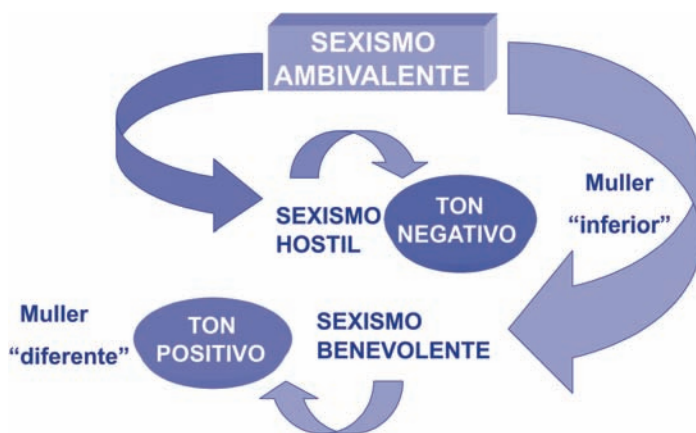 SEXISMO
AMBIVALENTE
SEXISMO
HOSTIL
TON
NEGATIVO
Muller
“inferior”
Muller
“diferente”
TON
POSITIVO
SEXISMO
BENEVOLENTE